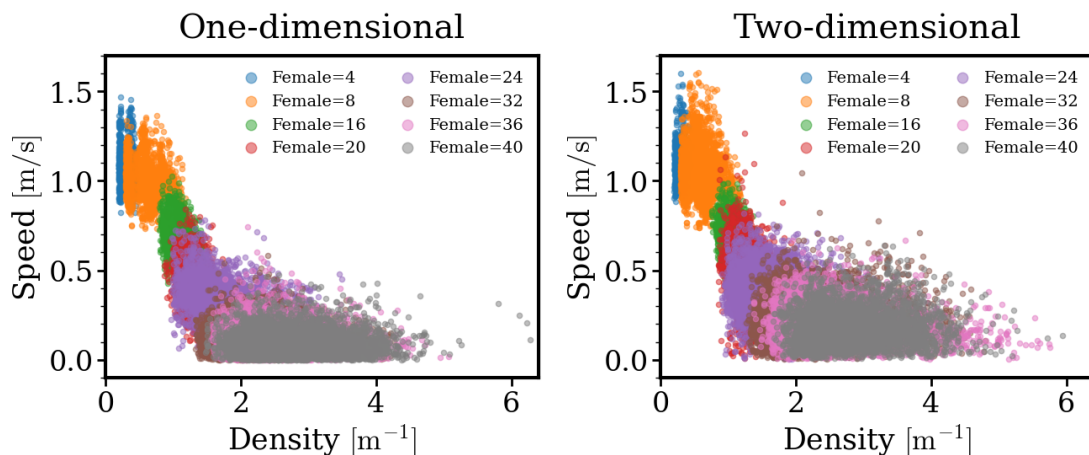 One-dimensional
Two-dimensional
Speed [m/s]
1.5
1.0
0.5
0.0
Female=4
Female=8
Female=16
Female=20
Female=24
Female=32
Female=36
Female=40
0
2
4
6
Density [m⁻¹]
Speed [m/s]
1.5
1.0
0.5
0.0
Female=4
Female=8
Female=16
Female=20
Female=24
Female=32
Female=36
Female=40
0
2
4
6
Density [m⁻¹]